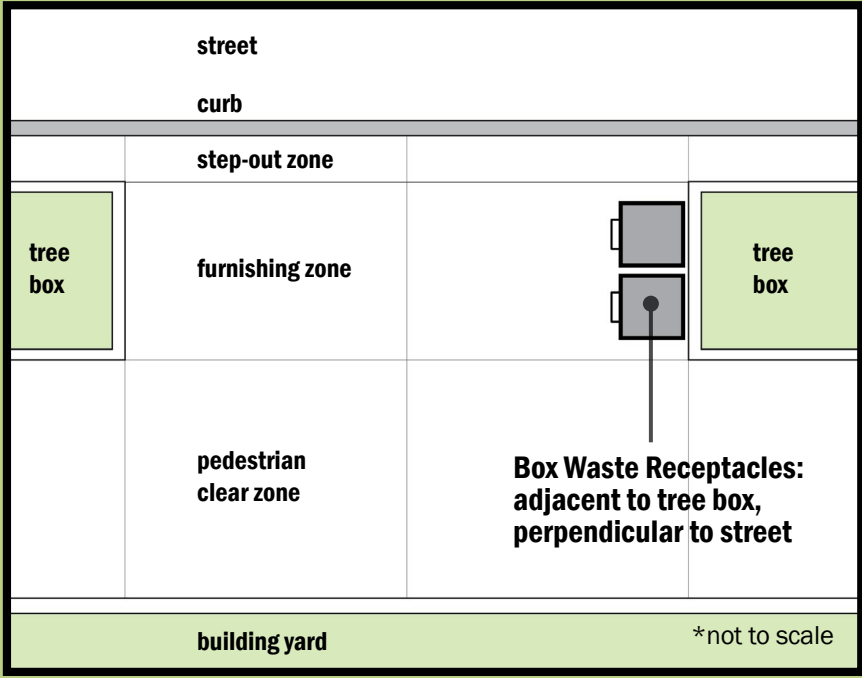 street
curb
step-out zone
tree
box
furnishing zone
tree
box
pedestrian
clear zone
Box Waste Receptacles:
adjacent to tree box,
perpendicular to street
building yard
*not to scale